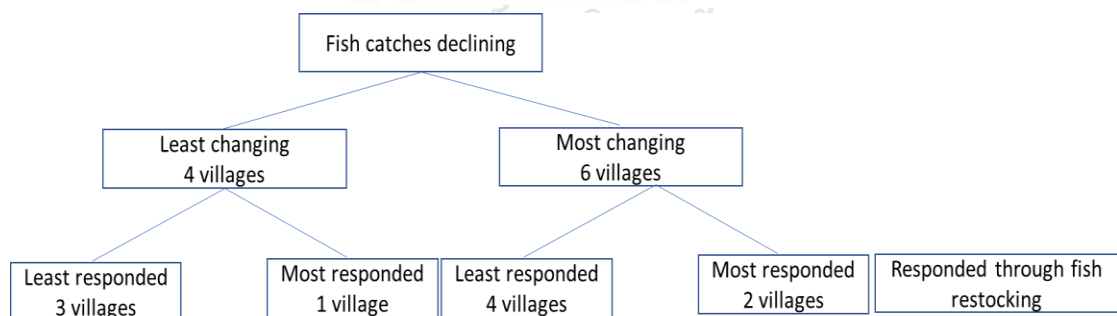 Fish catches declining
Least changing
4 villages
Most changing
6 villages
Least responded
3 villages
Most responded
1 village
Least responded
4 villages
Most responded
2 villages
Responded through fish
restocking